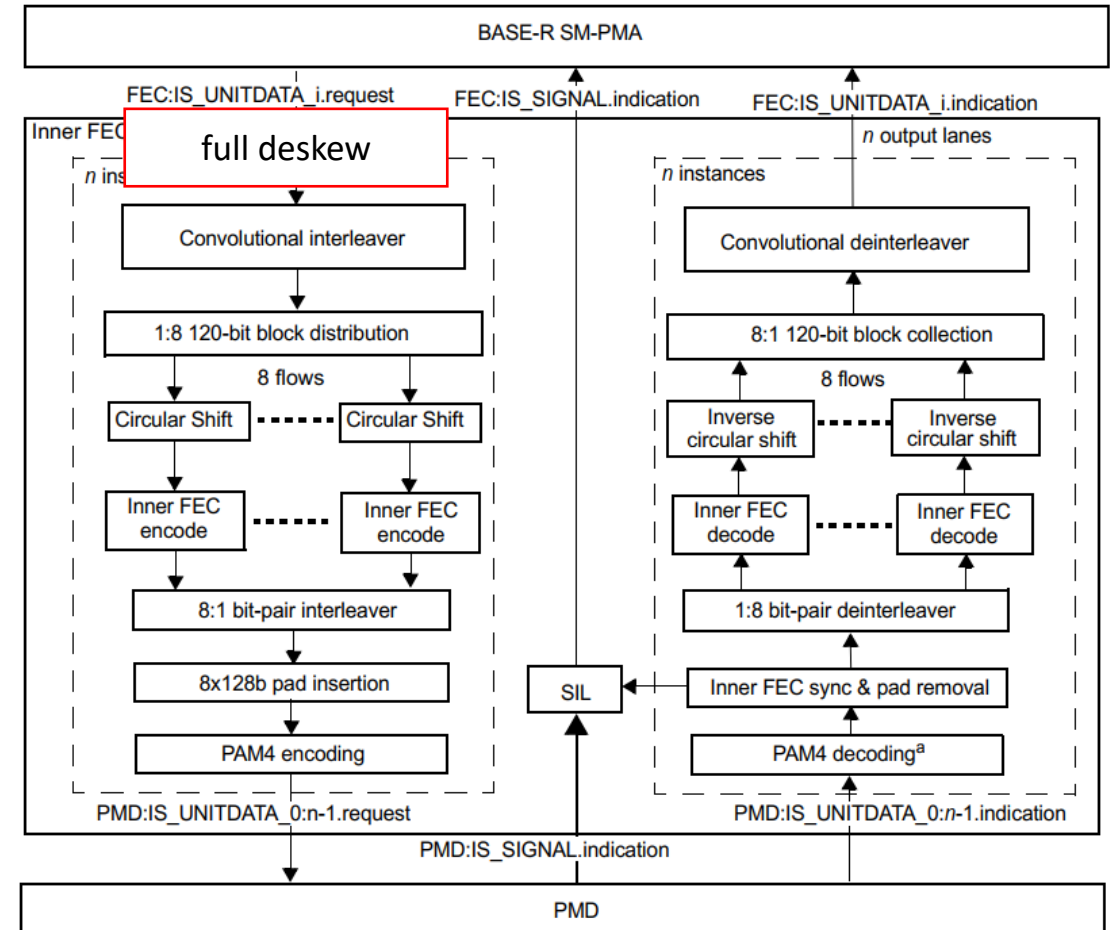 BASE-R SM-PMA
FEC:IS_UNITDATA_i.request
FEC:IS_SIGNAL.indication
FEC:IS_UNITDATA_i.indication
Inner FEC
full deskew
n output lanes
n ins
n instances
Convolutional interleaver
Convolutional deinterleaver
1:8 120-bit block distribution
8:1 120-bit block collection
8 flows
8 flows
Circular Shift
Circular Shift
Inverse
circular shift
Inverse
circular shift
Inner FEC
encode
Inner FEC
encode
Inner FEC
decode
Inner FEC
decode
8:1 bit-pair interleaver
1:8 bit-pair deinterleaver
8x128b pad insertion
SIL
Inner FEC sync & pad removal
PAM4 encoding
PAM4 decodingᵃ
PMD:IS_UNITDATA_0:n-1.request
PMD:IS_UNITDATA_0:n-1.indication
PMD:IS_SIGNAL.indication
PMD